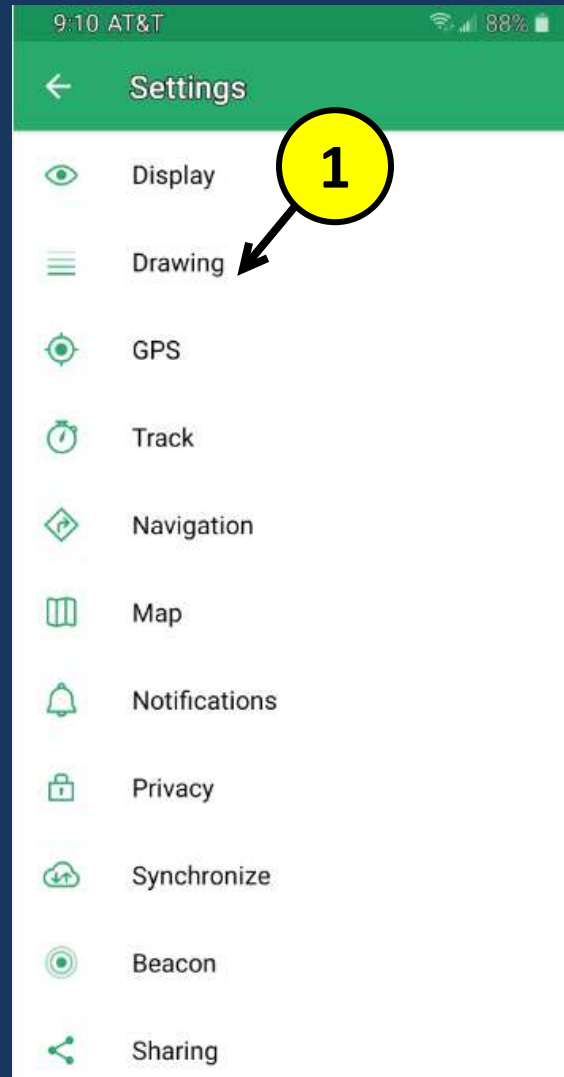 9:10 AT&T 88%
Settings
Display
1
Drawing
GPS
Track
Navigation
Map
Notifications
Privacy
Synchronize
Beacon
Sharing